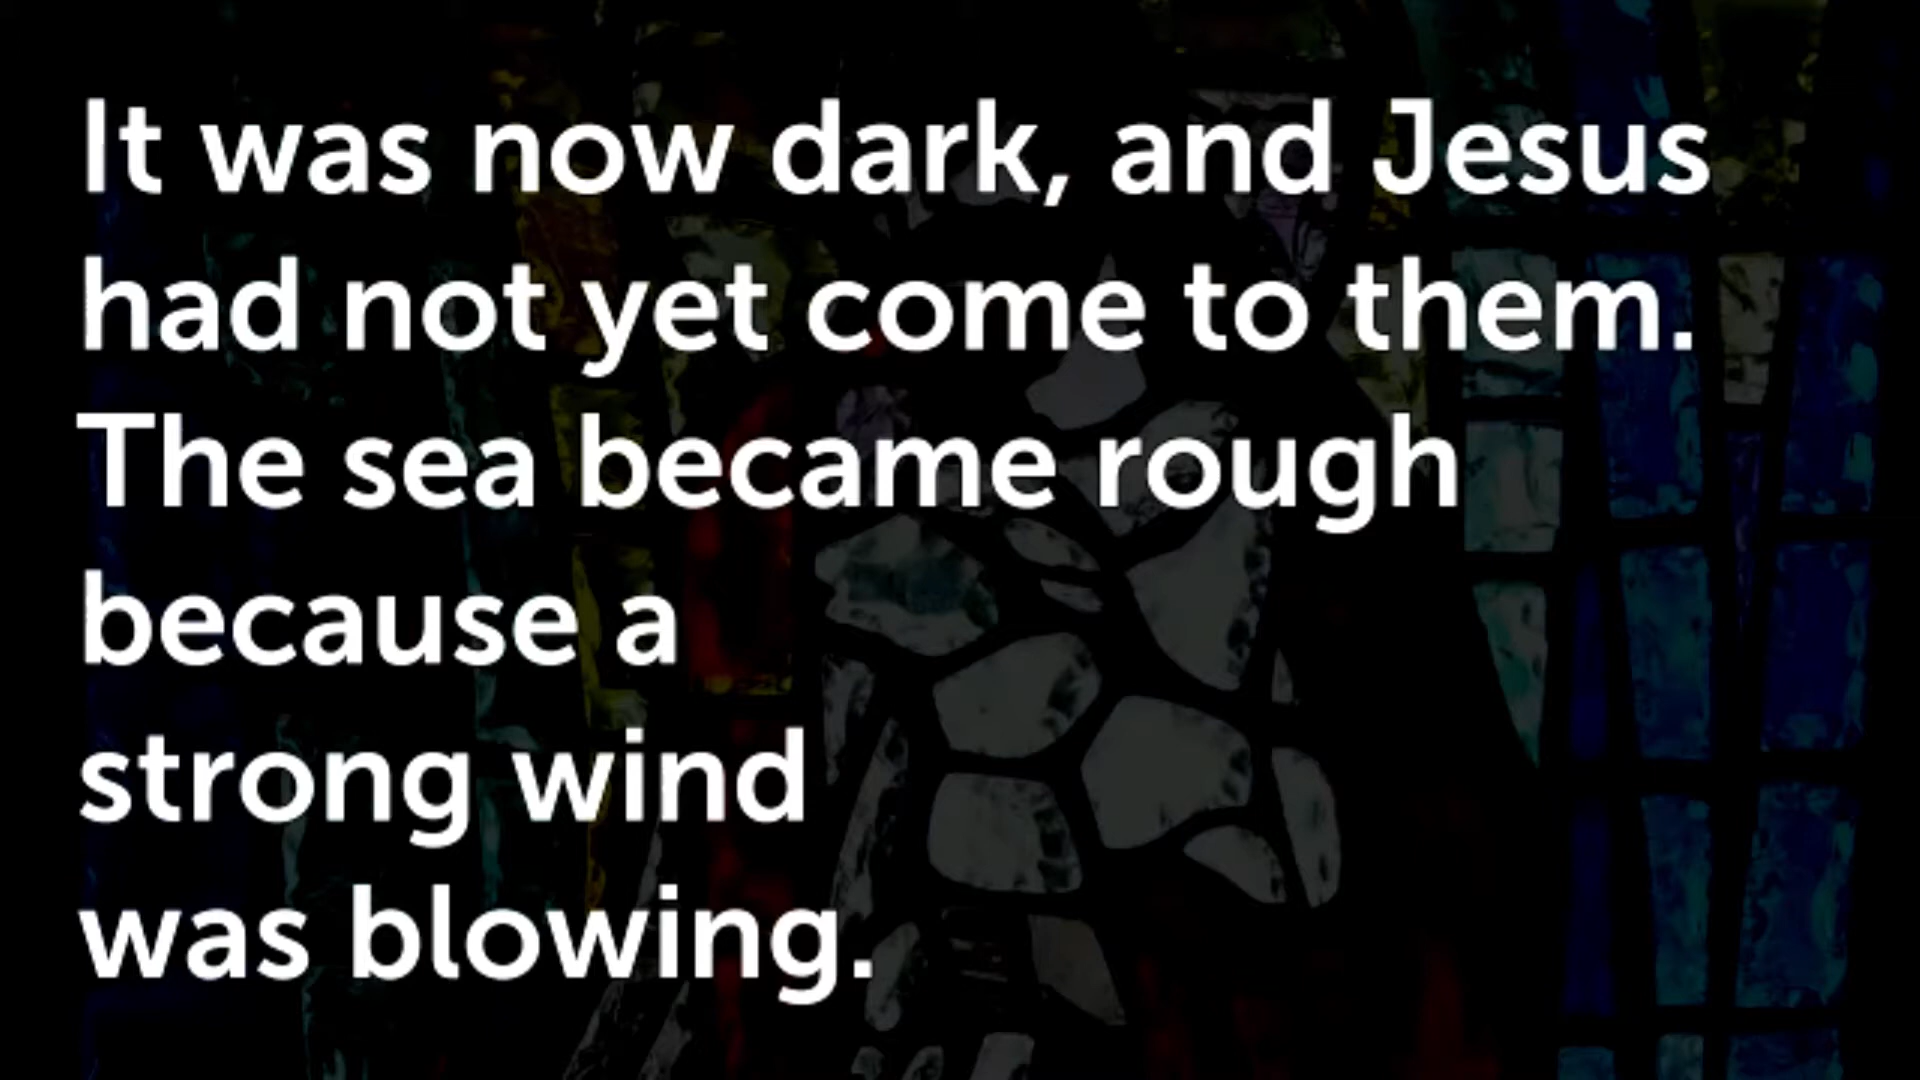 It was now dark, and Jesus
had not yet come to them.
The sea became rough
because a
strong wind
was blowing.